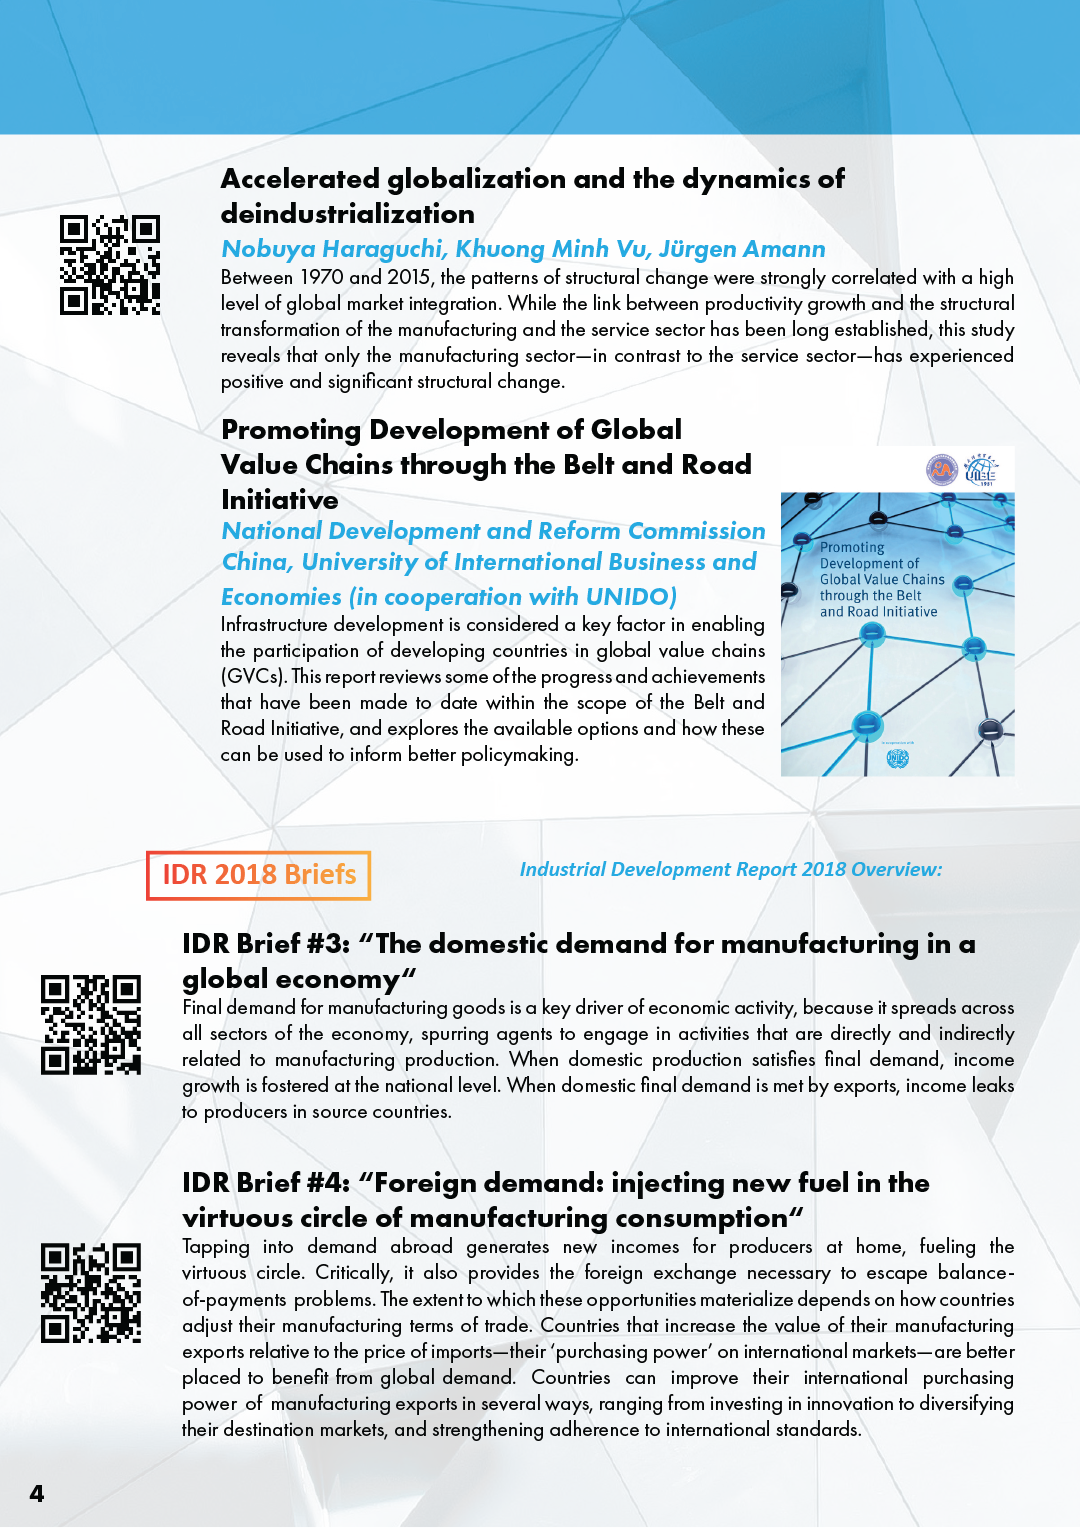 Accelerated globalization and the dynamics of
deindustrialization
Nobuya Haraguchi, Khuong Minh Vu, Jürgen Amann
Between 1970 and 2015, the patterns of structural change were strongly correlated with a high
level of global market integration. While the link between productivity growth and the structural
transformation of the manufacturing and the service sector has been long established, this study
reveals that only the manufacturing sector—in contrast to the service sector—has experienced
positive and significant structural change.
Promoting Development of Global
Value Chains through the Belt and Road
Initiative
National Development and Reform Commission
China, University of International Business and
Economies (in cooperation with UNIDO)
Infrastructure development is considered a key factor in enabling
the participation of developing countries in global value chains
(GVCs). This report reviews some of the progress and achievements
that have been made to date within the scope of the Belt and
Road Initiative, and explores the available options and how these
can be used to inform better policymaking.
UIBE
1951
Promoting
Development of
Global Value Chains
through the Belt
and Road Initiative
UNIDO
IDR 2018 Briefs
Industrial Development Report 2018 Overview:
IDR Brief #3: “The domestic demand for manufacturing in a
global economy“
Final demand for manufacturing goods is a key driver of economic activity, because it spreads across
all sectors of the economy, spurring agents to engage in activities that are directly and indirectly
related to manufacturing production. When domestic production satisfies final demand, income
growth is fostered at the national level. When domestic final demand is met by exports, income leaks
to producers in source countries.
IDR Brief #4: “Foreign demand: injecting new fuel in the
virtuous circle of manufacturing consumption“
Tapping into demand abroad generates new incomes for producers at home, fueling the
virtuous circle. Critically, it also provides the foreign exchange necessary to escape balance-
of-payments problems. The extent to which these opportunities materialize depends on how countries
adjust their manufacturing terms of trade. Countries that increase the value of their manufacturing
exports relative to the price of imports—their ‘purchasing power’ on international markets—are better
placed to benefit from global demand. Countries can improve their international purchasing
power of manufacturing exports in several ways, ranging from investing in innovation to diversifying
their destination markets, and strengthening adherence to international standards.
4